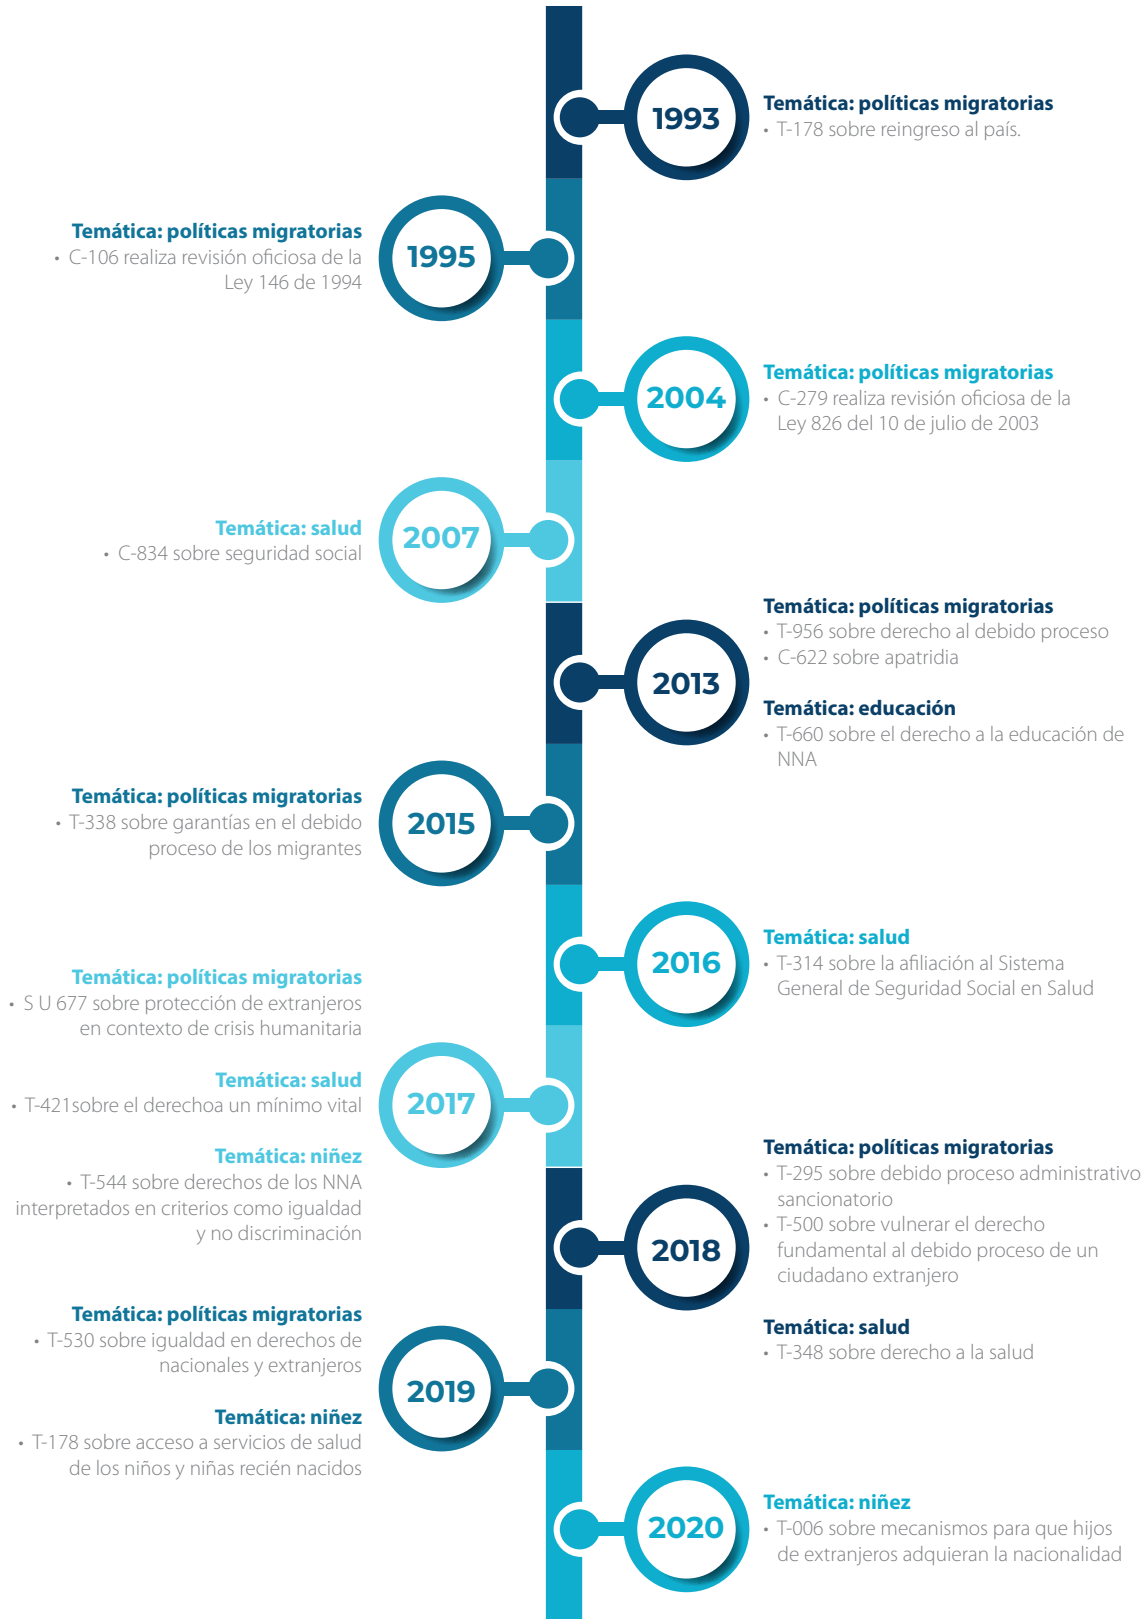 1993
Temática: políticas migratorias
• T-178 sobre reingreso al país.
1995
Temática: políticas migratorias
• C-106 realiza revisión oficiosa de la
Ley 146 de 1994
2004
Temática: políticas migratorias
• C-279 realiza revisión oficiosa de la
Ley 826 del 10 de julio de 2003
2007
Temática: salud
• C-834 sobre seguridad social
2013
Temática: políticas migratorias
• T-956 sobre derecho al debido proceso
• C-622 sobre apatridia
Temática: educación
• T-660 sobre el derecho a la educación de
NNA
2015
Temática: políticas migratorias
• T-338 sobre garantías en el debido
proceso de los migrantes
2016
Temática: salud
• T-314 sobre la afiliación al Sistema
General de Seguridad Social en Salud
2017
Temática: políticas migratorias
• S U 677 sobre protección de extranjeros
en contexto de crisis humanitaria
Temática: salud
• T-421sobre el derechoa un mínimo vital
Temática: niñez
• T-544 sobre derechos de los NNA
interpretados en criterios como igualdad
y no discriminación
2018
Temática: políticas migratorias
• T-295 sobre debido proceso administrativo
sancionatorio
• T-500 sobre vulnerar el derecho
fundamental al debido proceso de un
ciudadano extranjero
Temática: salud
• T-348 sobre derecho a la salud
2019
Temática: políticas migratorias
• T-530 sobre igualdad en derechos de
nacionales y extranjeros
Temática: niñez
• T-178 sobre acceso a servicios de salud
de los niños y niñas recién nacidos
2020
Temática: niñez
• T-006 sobre mecanismos para que hijos
de extranjeros adquieran la nacionalidad